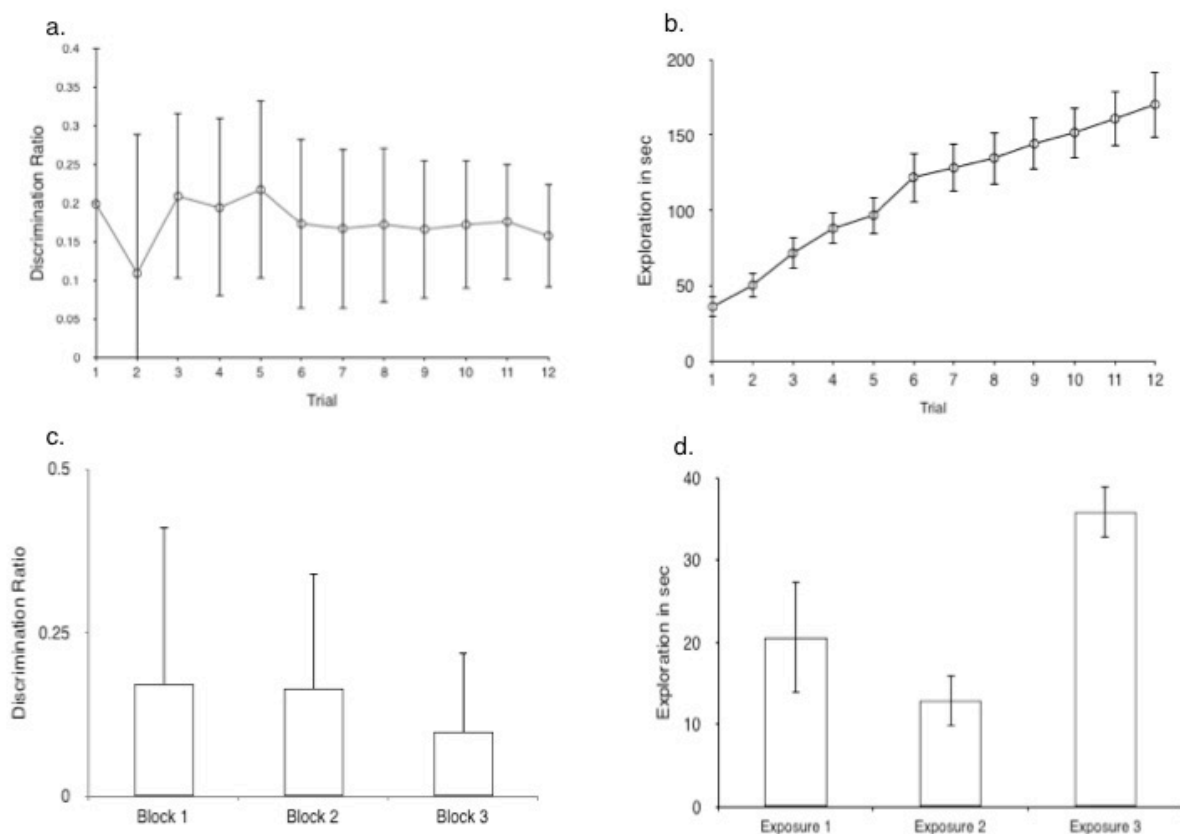 a.
0.4
0.35
0.3
0.25
0.2
0.15
0.1
0.05
0
Discrimination Ratio
1 2 3 4 5 6 7 8 9 10 11 12
Trial
b.
200
150
100
50
0
Exploration in sec
1 2 3 4 5 6 7 8 9 10 11 12
Trial
c.
0.5
0.25
0
Discrimination Ratio
Block 1 Block 2 Block 3
d.
40
30
20
10
0
Exploration in sec
Exposure 1 Exposure 2 Exposure 3